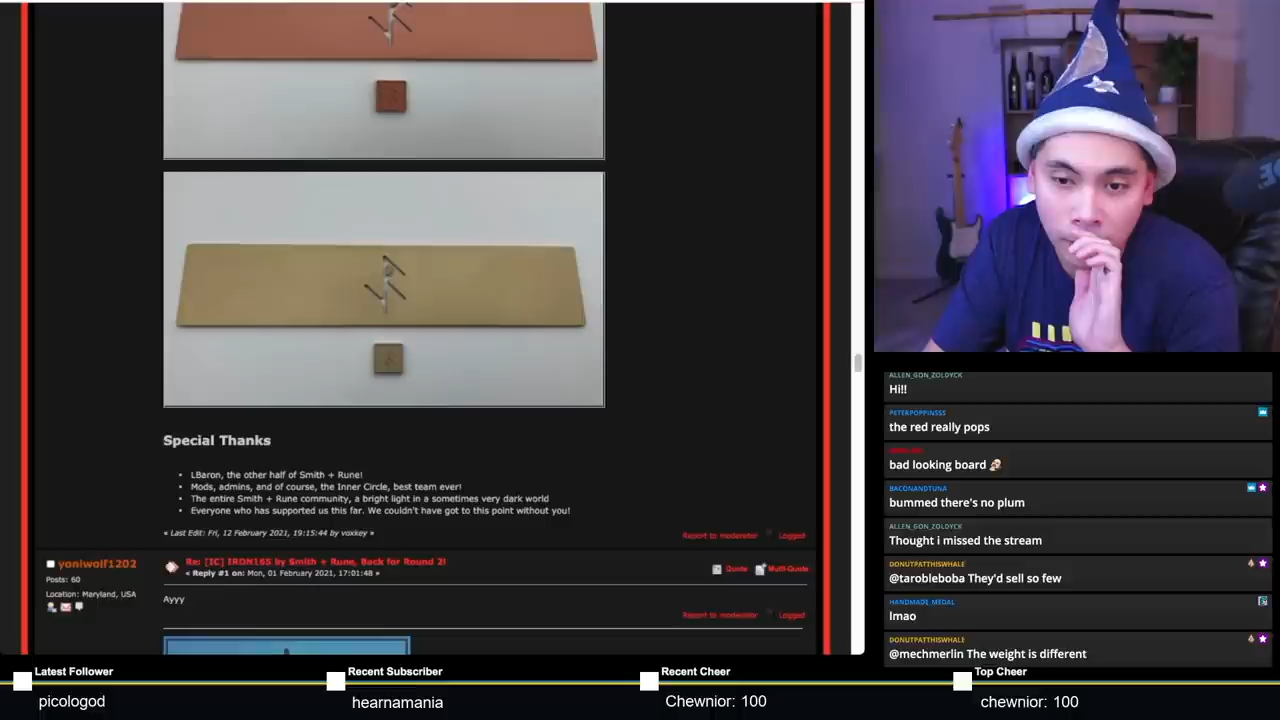 Special Thanks
LBaron, the other half of Smith + Rune!
Mods, admins, and of course, the Inner Circle, best team ever!
The entire Smith + Rune community, a bright light in a sometimes very dark world
Everyone who has supported us this far. We couldn't have got to this point without you!
« Last Edit: Fri, 12 February 2021, 19:15:44 by voxkey »
Report to moderator Logged
yoniwolf1202
Posts: 60
Location: Maryland, USA
Re: [IC] IRON165 by Smith + Rune, Back for Round 2!
« Reply #1 on: Mon, 01 February 2021, 17:01:48 »
Quote Multi-Quote
Ayyy
Report to moderator Logged
ALLEN_GON_ZOLDYCK
Hi!!
PETERPOPPINSSS
the red really pops
bad looking board
BACONANDTUNA
bummed there's no plum
ALLEN_GON_ZOLDYCK
Thought i missed the stream
DONUTPATTHISWHALE
@tarobleboba They'd sell so few
HANDMADE_MEDAL
lmao
DONUTPATTHISWHALE
@mechmerlin The weight is different
Latest Follower
picologod
Recent Subscriber
hearnamania
Recent Cheer
Chewnior: 100
Top Cheer
chewnior: 100